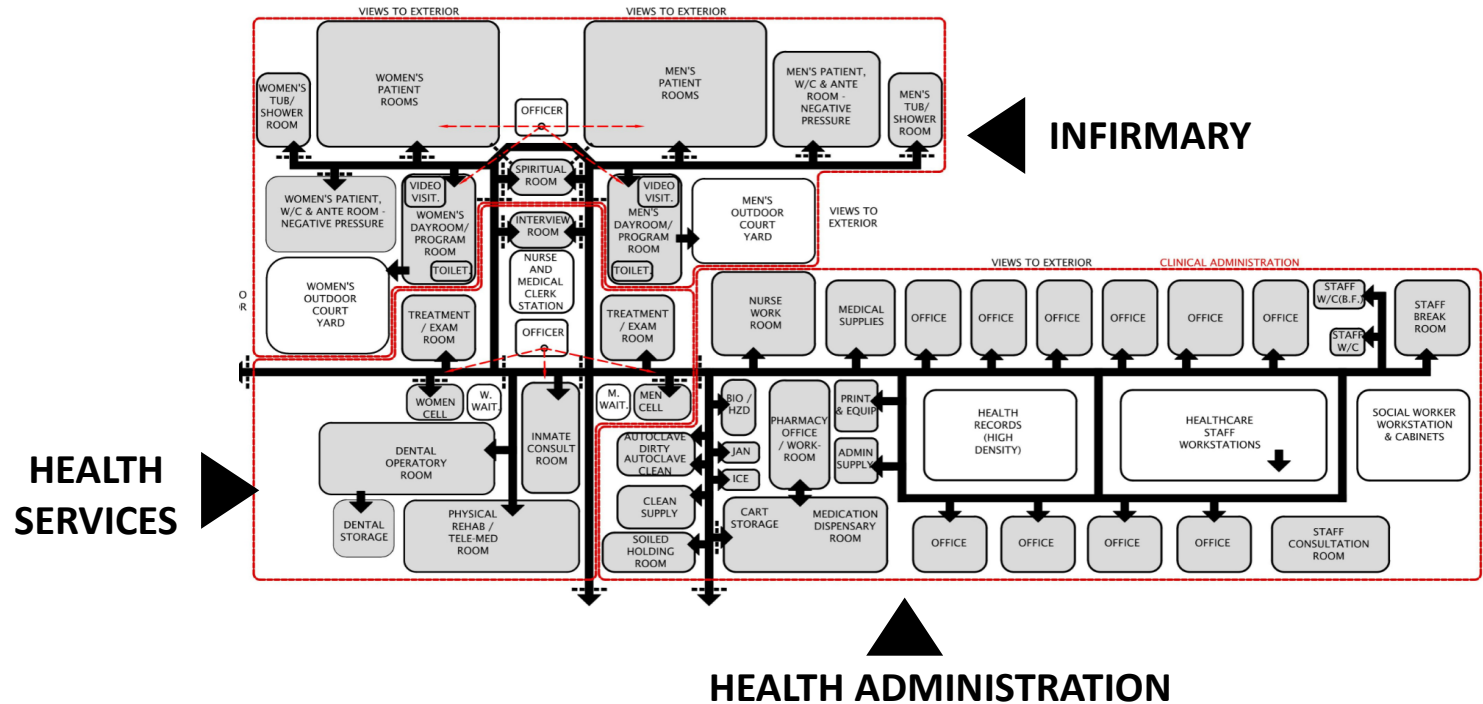 VIEWS TO EXTERIOR
VIEWS TO EXTERIOR
WOMEN'S
TUB/
SHOWER
ROOM
WOMEN'S
PATIENT
ROOMS
OFFICER
MEN'S
PATIENT
ROOMS
MEN'S PATIENT,
W/C & ANTE
ROOM -
NEGATIVE
PRESSURE
MEN'S
TUB/
SHOWER
ROOM
INFIRMARY
SPIRITUAL
ROOM
WOMEN'S PATIENT,
W/C & ANTE ROOM -
NEGATIVE PRESSURE
VIDEO
VISIT.
WOMEN'S
DAYROOM/
PROGRAM
ROOM
TOILET.
INTERVIEW
ROOM
NURSE
AND
MEDICAL
CLERK
STATION
VIDEO
VISIT.
MEN'S
DAYROOM/
PROGRAM
ROOM
TOILET.
MEN'S
OUTDOOR
COURT
YARD
VIEWS TO
EXTERIOR
O
OR
WOMEN'S
OUTDOOR
COURT
YARD
TREATMENT
/ EXAM
ROOM
OFFICER
TREATMENT
/ EXAM
ROOM
VIEWS TO EXTERIOR
CLINICAL ADMINISTRATION
NURSE
WORK
ROOM
MEDICAL
SUPPLIES
OFFICE
OFFICE
OFFICE
OFFICE
OFFICE
OFFICE
STAFF
W/C(B.F.)
STAFF
W/C
STAFF
BREAK
ROOM
WOMEN
CELL
W.
WAIT.
INMATE
CONSULT
ROOM
M.
WAIT.
MEN
CELL
BIO /
HZD
PHARMACY
OFFICE
/ WORK-
ROOM
PRINT
& EQUIP
HEALTH
RECORDS
(HIGH
DENSITY)
HEALTHCARE
STAFF
WORKSTATIONS
SOCIAL WORKER
WORKSTATION
& CABINETS
DENTAL
OPERATORY
ROOM
AUTOCLAVE
DIRTY
AUTOCLAVE
CLEAN
JAN
ICE
ADMIN
SUPPLY
HEALTH
SERVICES
DENTAL
STORAGE
PHYSICAL
REHAB /
TELE-MED
ROOM
CLEAN
SUPPLY
SOILED
HOLDING
ROOM
CART
STORAGE
MEDICATION
DISPENSARY
ROOM
OFFICE
OFFICE
OFFICE
OFFICE
STAFF
CONSULTATION
ROOM
HEALTH ADMINISTRATION